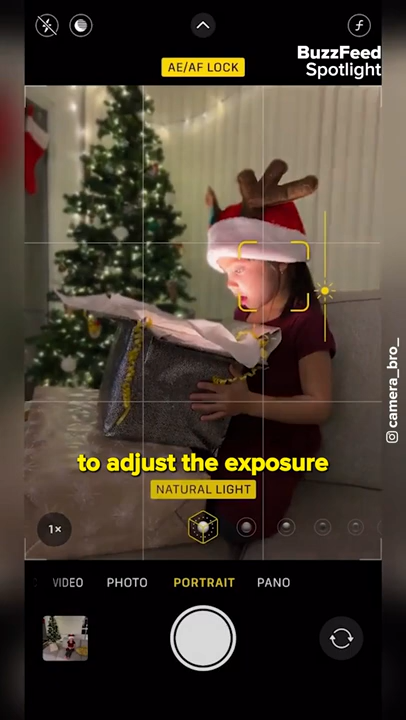 BuzzFeed
Spotlight
AE/AF LOCK
camera_bro_
to adjust the exposure
NATURAL LIGHT
1×
VIDEO
PHOTO
PORTRAIT
PANO